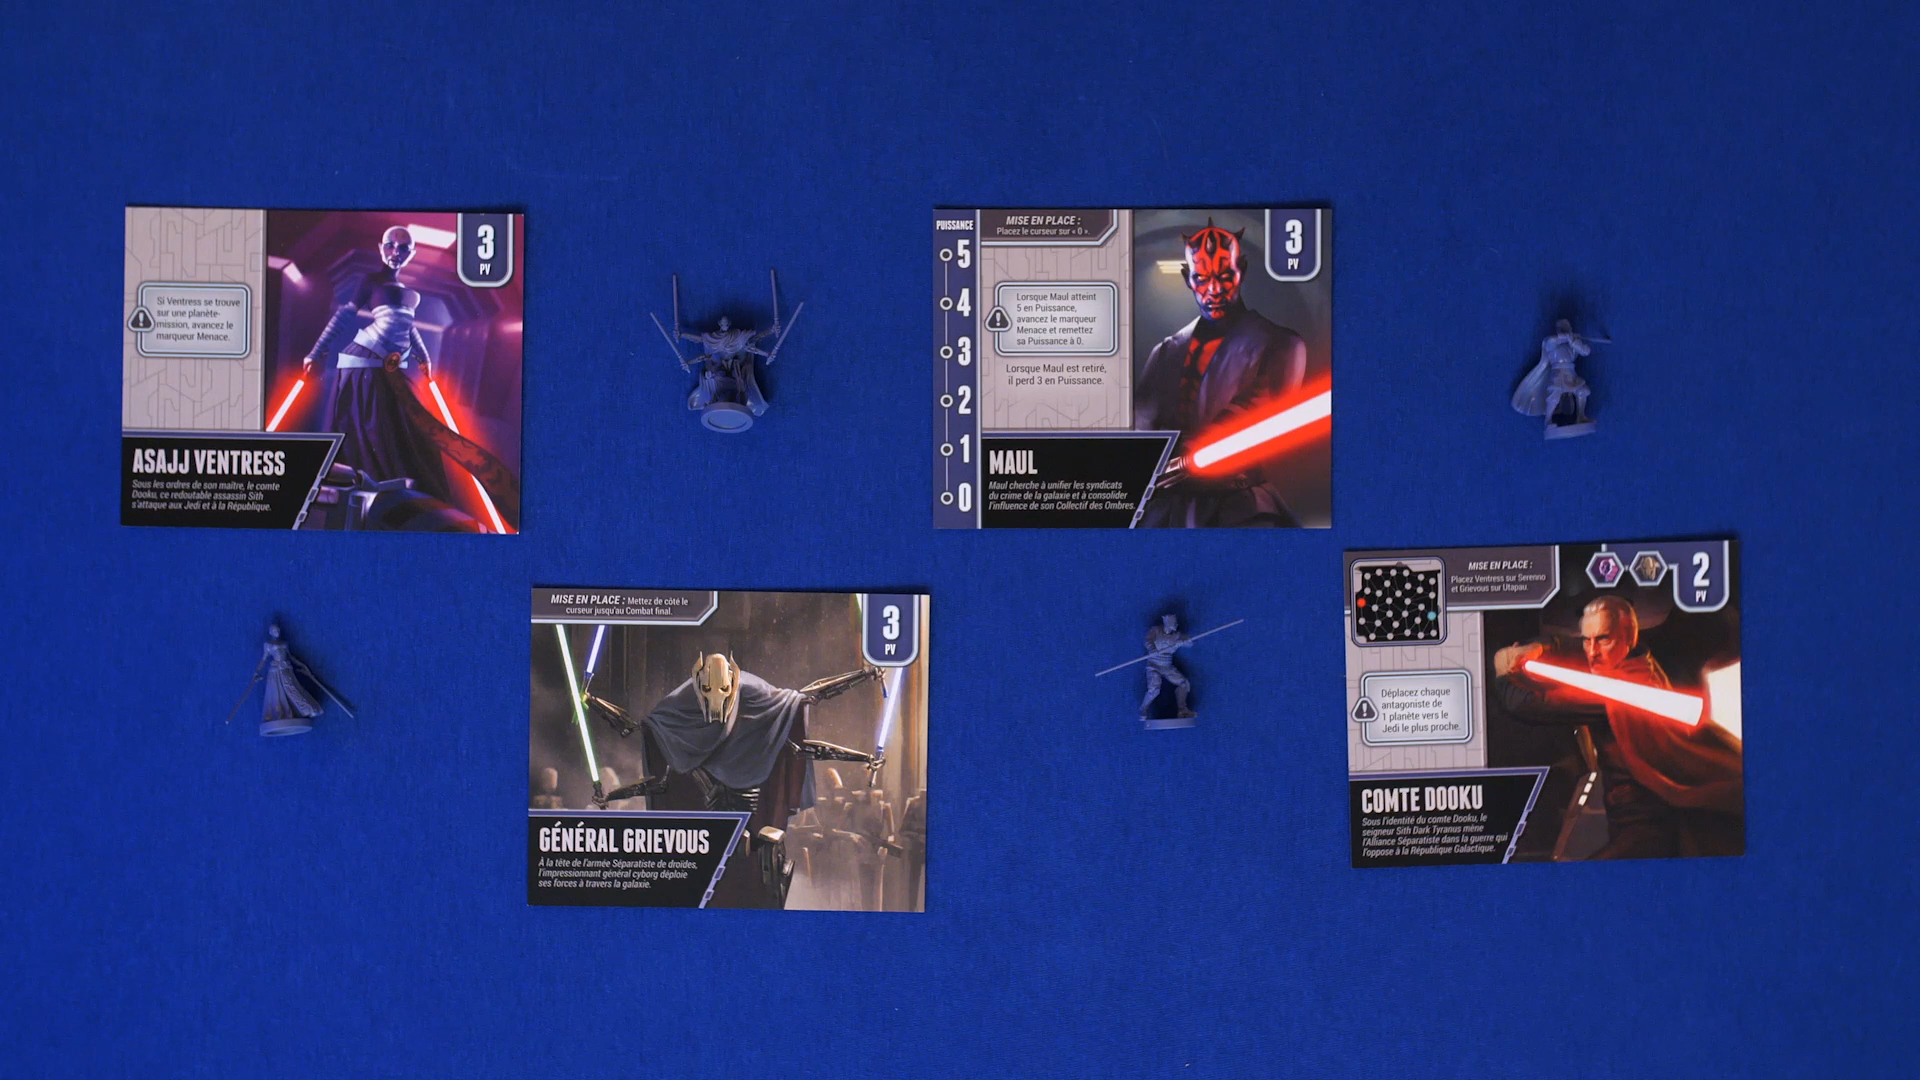 3
PV
Si Ventress se trouve
sur une planète-
mission, avancez le
marqueur Menace.
ASAJJ VENTRESS
Sous les ordres de son maître, le comte
Dooku, ce redoutable assassin Sith
s'attaque aux Jedi et à la République.
PUISSANCE
5
4
3
2
1
0
MISE EN PLACE :
Placez le curseur sur « 0 ».
3
PV
Lorsque Maul atteint
5 en Puissance,
avancez le marqueur
Menace et remettez
sa Puissance à 0.
Lorsque Maul est retiré,
il perd 3 en Puissance.
MAUL
Maul cherche à unifier les syndicats
du crime de la galaxie et à consolider
l'influence de son Collectif des Ombres.
MISE EN PLACE : Mettez de côté le
curseur jusqu'au Combat final.
3
PV
GÉNÉRAL GRIEVOUS
À la tête de l'armée Séparatiste de droïdes,
l'impressionnant général cyborg déploie
ses forces à travers la galaxie.
MISE EN PLACE :
Placez Ventress sur Serenno
et Grievous sur Utapau.
2
PV
Déplacez chaque
antagoniste de
1 planète vers le
Jedi le plus proche.
COMTE DOOKU
Sous l'identité du comte Dooku, le
seigneur Sith Dark Tyranus mène
l'Alliance Séparatiste dans la guerre qui
l'oppose à la République Galactique.